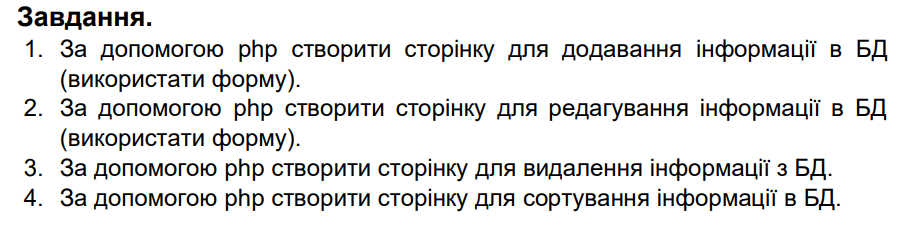 Завдання.
1. За допомогою php створити сторінку для додавання інформації в БД
(використати форму).
2. За допомогою php створити сторінку для редагування інформації в БД
(використати форму).
3. За допомогою php створити сторінку для видалення інформації з БД.
4. За допомогою php створити сторінку для сортування інформації в БД.